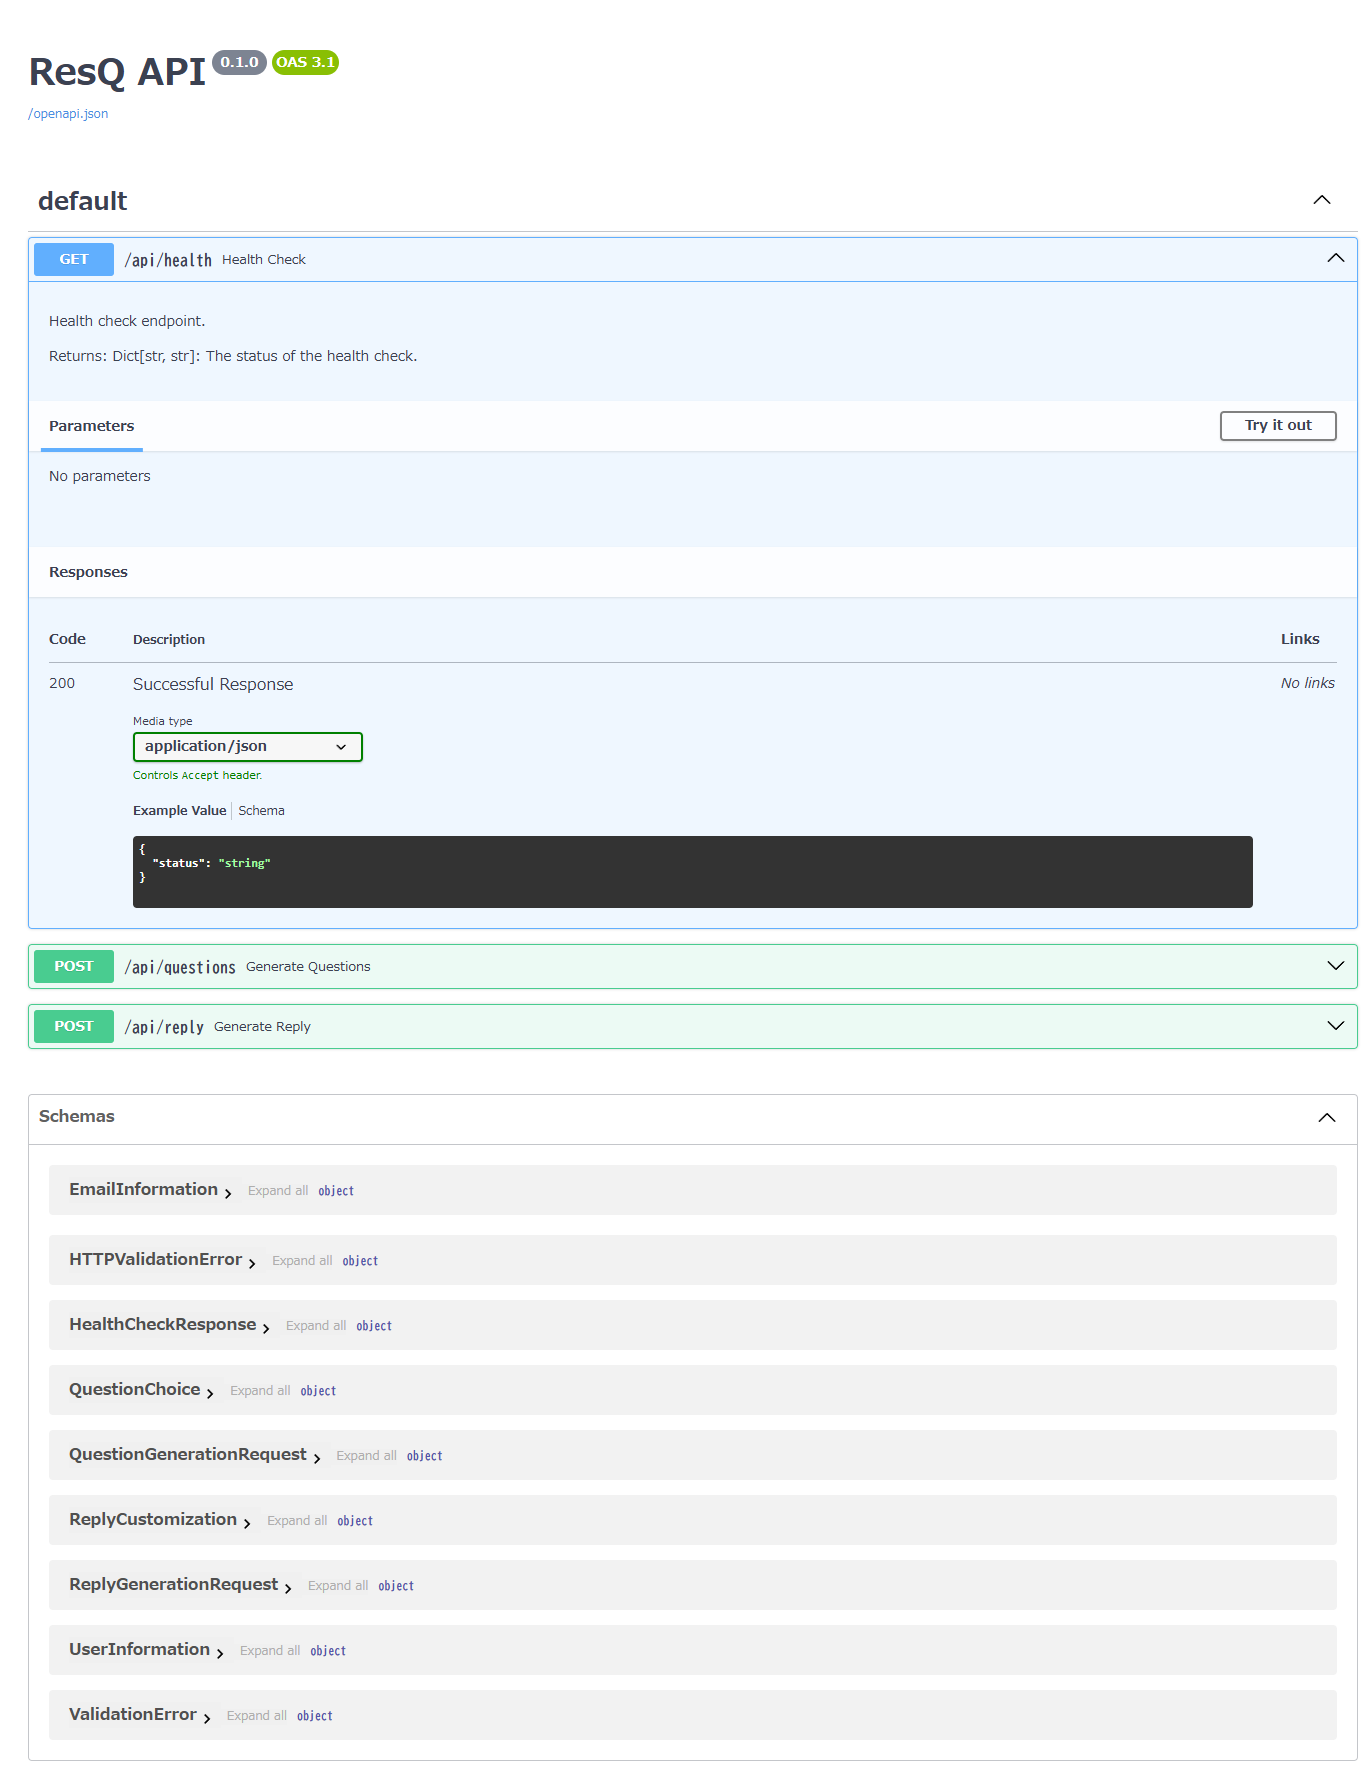 ResQ API 0.1.0 OAS 3.1
/openapi.json
default
GET /api/health Health Check
Health check endpoint.
Returns: Dict[str, str]: The status of the health check.
Parameters Try it out
No parameters
Responses
Code Description Links
200 Successful Response No links
Media type
application/json
Controls Accept header.
Example Value Schema
{
"status": "string"
}
POST /api/questions Generate Questions
POST /api/reply Generate Reply
Schemas
EmailInformation Expand all object
HTTPValidationError Expand all object
HealthCheckResponse Expand all object
QuestionChoice Expand all object
QuestionGenerationRequest Expand all object
ReplyCustomization Expand all object
ReplyGenerationRequest Expand all object
UserInformation Expand all object
ValidationError Expand all object